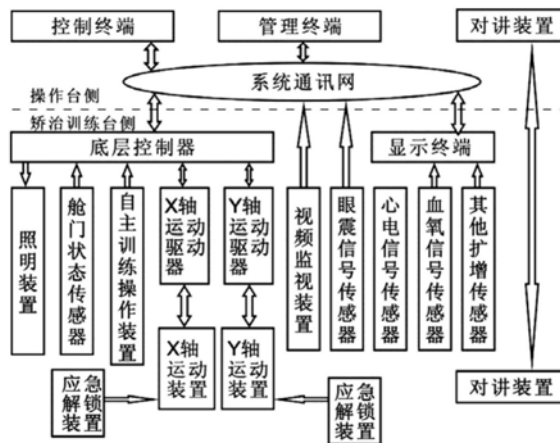 控制终端
管理终端
对讲装置
系统通讯网
操作台侧
矫治训练台侧
底层控制器
显示终端
照明装置
舱门状态传感器
自主训练操作装置
X轴
运动
驱动
器
Y轴
运动
驱动
器
视频监视装置
眼震信号传感器
心电信号传感器
血氧信号传感器
其他扩增传感器
X轴
运动
装置
Y轴
运动
装置
应急
解锁
装置
应急
解锁
装置
对讲装置